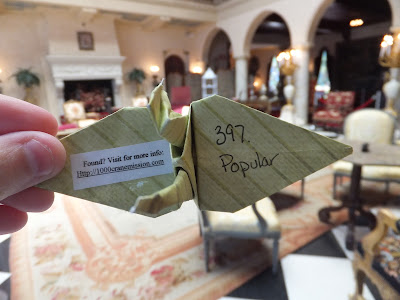 Found? Visit for more info!
Http://1000cranemission.com
397.
Popular